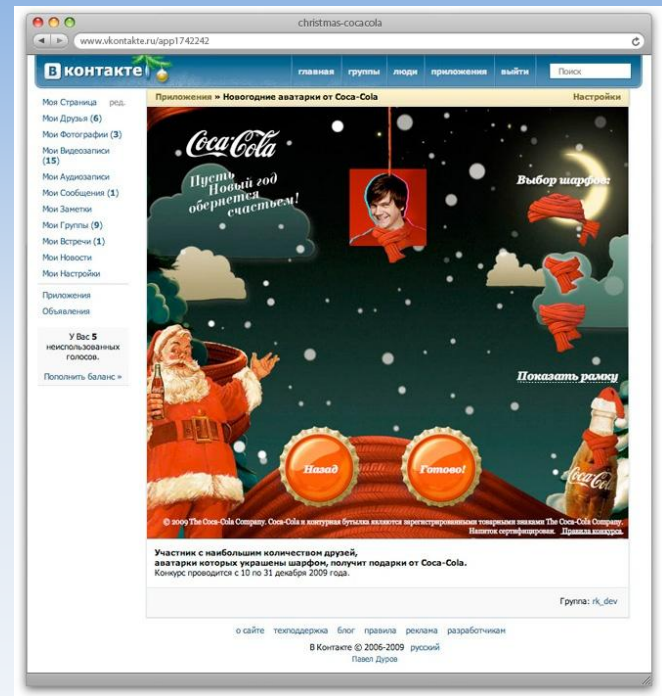 christmas-cocacola
www.vkontakte.ru/app1742242
В контакте
главная группы люди приложения выйти Поиск
Моя Страница ред.
Мои Друзья (6)
Мои Фотографии (3)
Мои Видеозаписи
(15)
Мои Аудиозаписи
Мои Сообщения (1)
Мои Заметки
Мои Группы (9)
Мои Встречи (1)
Мои Новости
Мои Настройки
Приложения
Объявления
У Вас 5
неиспользованных
голосов.
Пополнить баланс »
Приложения » Новогодние аватарки от Coca-Cola Настройки
Coca-Cola
Пусть
Новый год
обернется
счастьем!
Выбор шарфов:
Показать рамку
Назад
Готово!
Coca-Cola
© 2009 The Coca-Cola Company. Coca-Cola и контурная бутылка являются зарегистрированными товарными знаками The Coca-Cola Company.
Напиток сертифицирован. Правила конкурса.
Участник с наибольшим количеством друзей,
аватарки которых украшены шарфом, получит подарки от Coca-Cola.
Конкурс проводится с 10 по 31 декабря 2009 года.
Группа: rk_dev
о сайте техподдержка блог правила реклама разработчикам
В Контакте © 2006-2009 русский
Павел Дуров